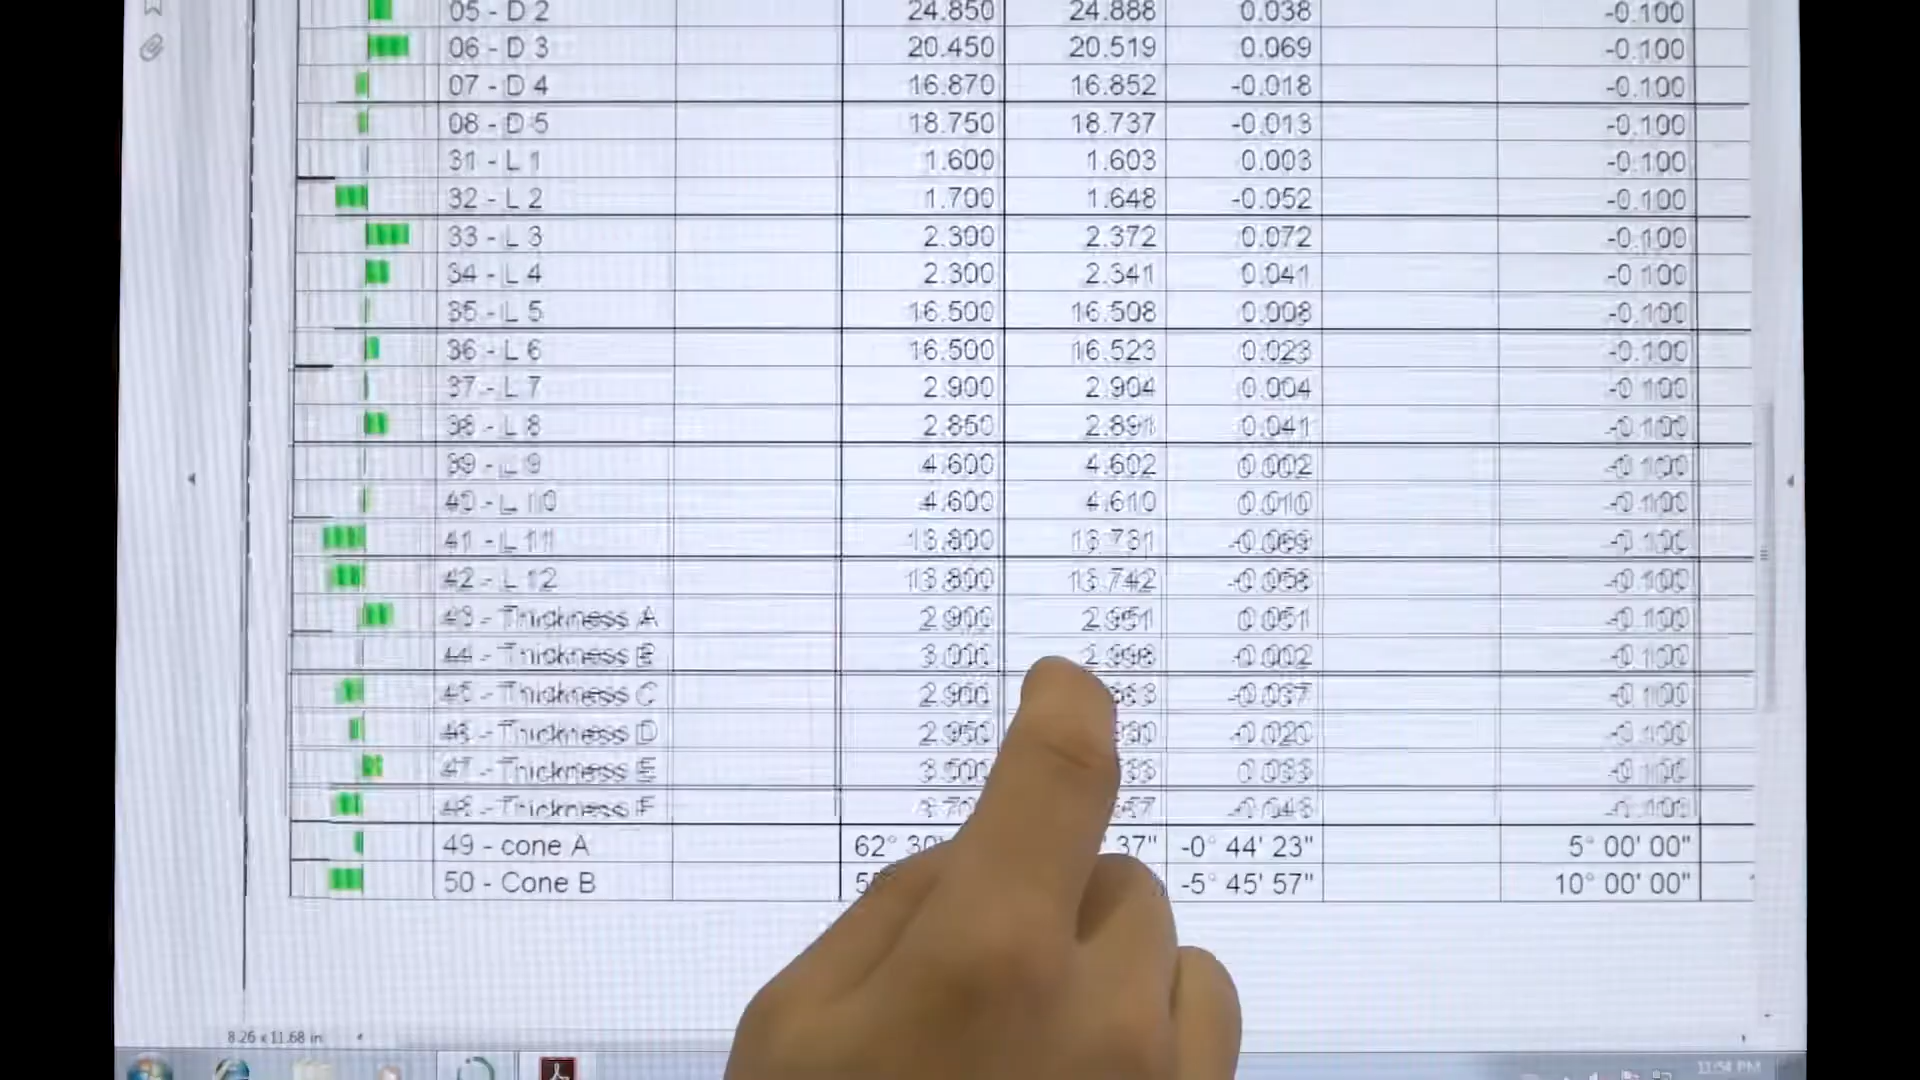 05 - D 2 24.850 24.888 0.038 -0.100
06 - D 3 20.450 20.519 0.069 -0.100
07 - D 4 16.870 16.852 -0.018 -0.100
08 - D 5 18.750 18.737 -0.013 -0.100
31 - L 1 1.600 1.603 0.003 -0.100
32 - L 2 1.700 1.648 -0.052 -0.100
33 - L 3 2.300 2.372 0.072 -0.100
34 - L 4 2.300 2.341 0.041 -0.100
35 - L 5 16.500 16.508 0.008 -0.100
36 - L 6 16.500 16.523 0.023 -0.100
37 - L 7 2.900 2.904 0.004 -0.100
38 - L 8 2.850 2.891 0.041 -0.100
39 - L 9 4.600 4.602 0.002 -0.100
40 - L 10 4.600 4.610 0.010 -0.100
41 - L 11 13.800 13.731 -0.069 -0.100
42 - L 12 13.800 13.742 -0.058 -0.100
43 - Thickness A 2.900 2.951 0.051 -0.100
44 - Thickness B 3.000 2.998 -0.002 -0.100
45 - Thickness C 2.900 -0.037 -0.100
46 - Thickness D 2.950 -0.020 -0.100
47 - Thickness E 3.500 -0.100
48 - Thickness F -0.100
49 - cone A 62° 30' 37" -0° 44' 23" 5° 00' 00"
50 - Cone B -5° 45' 57" 10° 00' 00"
8.26 x 11.68 in
11:54 PM